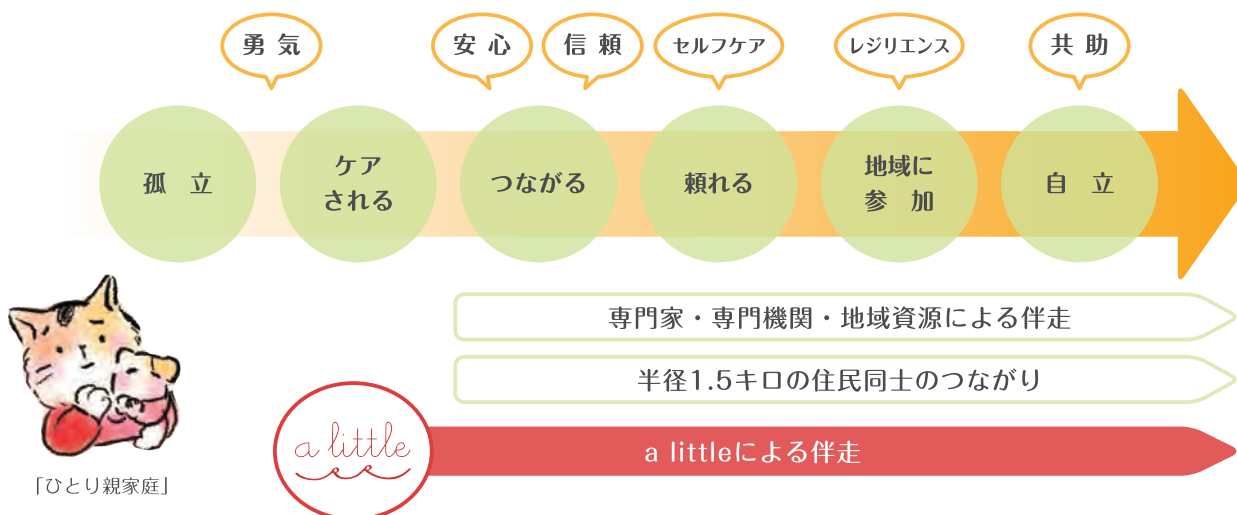 勇気
安心
信頼
セルフケア
レジリエンス
共助
孤立
ケア
される
つながる
頼れる
地域に
参加
自立
専門家・専門機関・地域資源による伴走
半径1.5キロの住民同士のつながり
a little
a littleによる伴走
「ひとり親家庭」